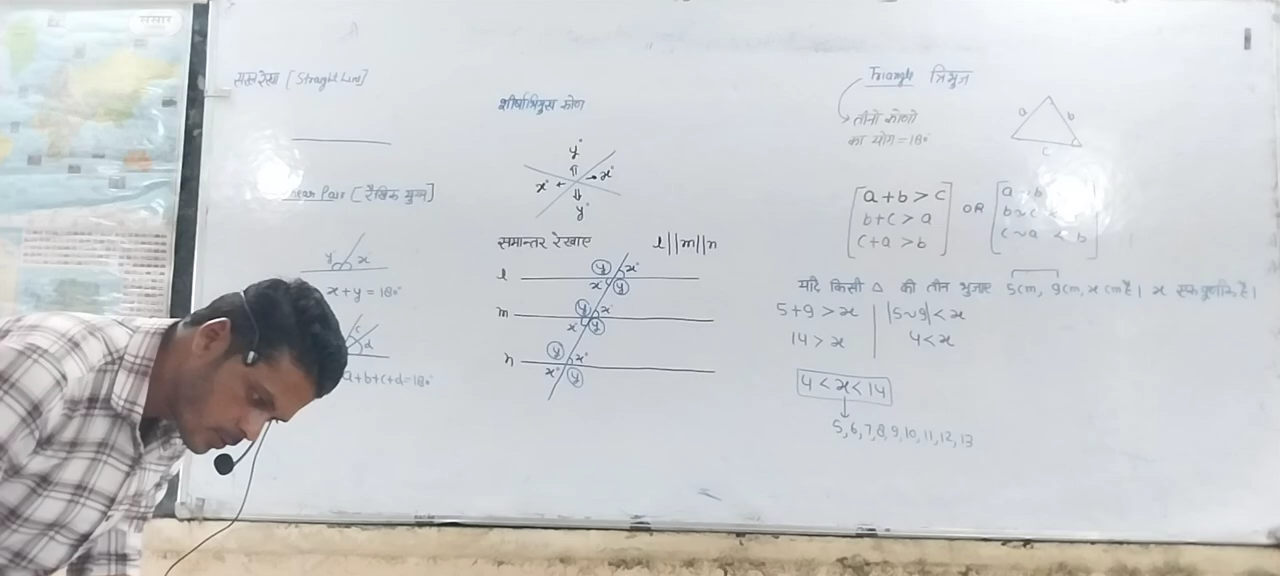 संसार
सरल रेखा [Straight Line]
near Pair [रैखिक युग्म]
y x
x + y = 180°
c
d
a+b+c+d=180°
शीर्षाभिमुख कोण
y°
x° x°
y°
समान्तर रेखाए l||m||n
l y x°
x° y
m y x°
x° y
n y x°
x° y
Triangle त्रिभुज
तीनो कोणो
का योग = 180°
a b
c
a + b > c
b + c > a
c + a > b
OR
c ~ a < b
यदि किसी △ की तीन भुजाए 5cm, 9cm, x cm है। x एक पूर्णांक है।
5 + 9 > x |5~9| < x
14 > x 4 < x
4 < x < 14
5, 6, 7, 8, 9, 10, 11, 12, 13